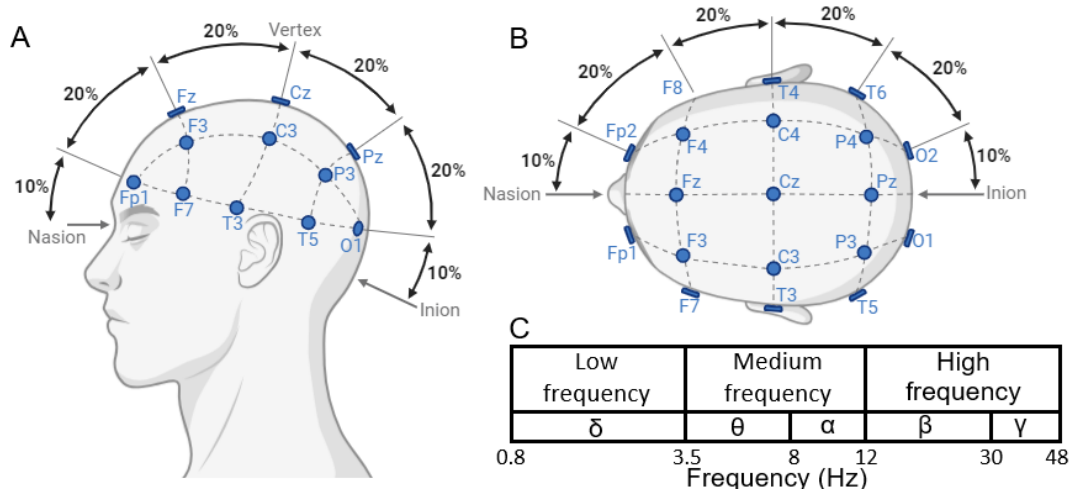 A
20%
Vertex
20%
20%
20%
10%
10%
Fz
Cz
F3
C3
Pz
P3
Fp1
F7
T3
T5
O1
Nasion
Inion
B
20%
20%
20%
20%
10%
10%
F8
T4
T6
Fp2
F4
C4
P4
O2
Nasion
Fz
Cz
Pz
Inion
Fp1
F3
C3
P3
O1
F7
T3
T5
C
Low frequency
Medium frequency
High frequency
δ
θ
α
β
γ
0.8
3.5
8
12
30
48
Frequency (Hz)